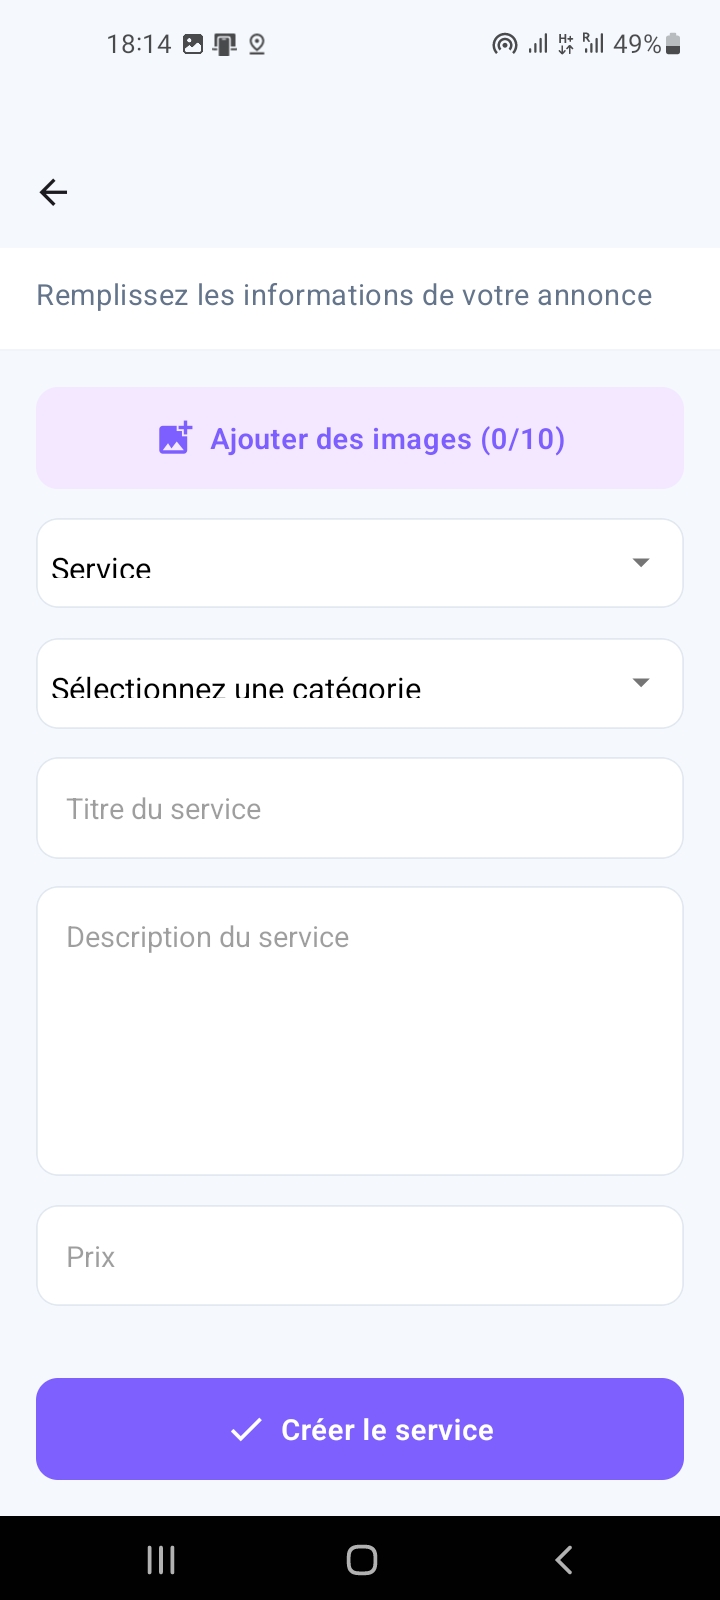 18:14
H+ R 49%
Remplissez les informations de votre annonce
Ajouter des images (0/10)
Service
Sélectionnez une catégorie
Titre du service
Description du service
Prix
Créer le service